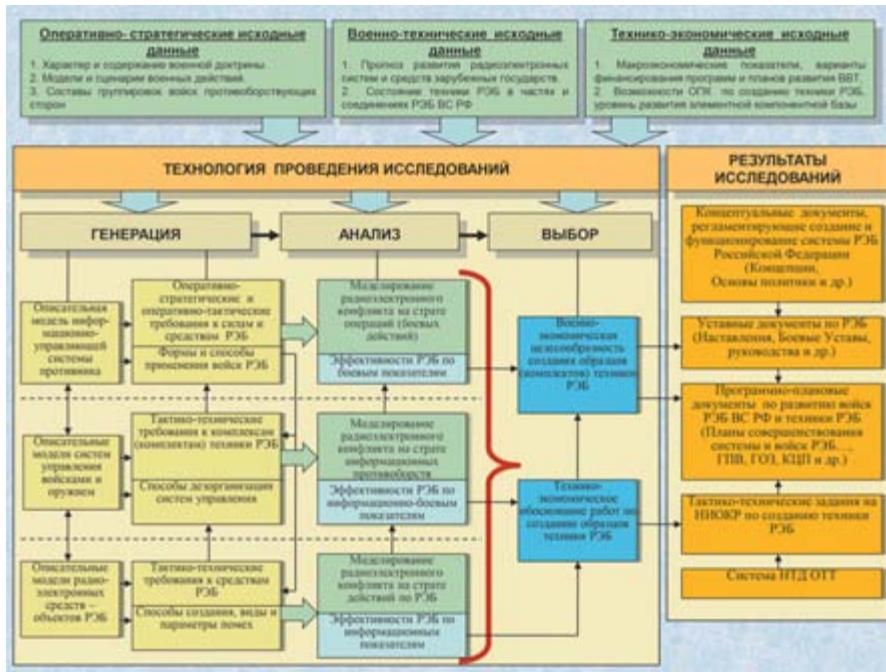 Оперативно- стратегические исходные
данные
1. Характер и содержание военной доктрины.
2. Модели и сценарии военных действий.
3. Составы группировок войск противоборствующих
сторон
Военно-технические исходные
данные
1. Прогноз развития радиоэлектронных
систем и средств зарубежных государств.
2. Состояние техники РЭБ в частях и
соединениях РЭБ ВС РФ
Технико-экономические исходные
данные
1. Макроэкономические показатели, варианты
финансирования программ и планов развития ВВТ.
2. Возможности ОПК по созданию техники РЭБ,
уровень развития элементной компонентной базы
ТЕХНОЛОГИЯ ПРОВЕДЕНИЯ ИССЛЕДОВАНИЙ
ГЕНЕРАЦИЯ
АНАЛИЗ
ВЫБОР
Описательная
модель инфор-
мационно-
управляющей
системы
противника
Оперативно-
стратегические и
оперативно-тактические
требования к силам и
средствам РЭБ
Формы и способы
применения войск РЭБ
Моделирование
радиоэлектронного
конфликта на страте
операций (боевых
действий)
Эффективности РЭБ по
боевым показателям
Военно-
экономическая
целесообразность
создания образцов
(комплектов) техники
РЭБ
Описательные
модели систем
управления
войсками и
оружием
Тактико-технические
требования к комплексам
(комплектам) техники РЭБ
Способы дезорганизации
систем управления
Моделирование
радиоэлектронного
конфликта на страте
информационных
противоборств
Эффективности РЭБ по
информационно-боевым
показателям
Технико-
экономическое
обоснование работ по
созданию образцов
техники РЭБ
Описательные
модели радио-
электронных
средств –
объектов РЭБ
Тактико-технические
требования к средствам
РЭБ
Способы создания, виды и
параметры помех
Моделирование
радиоэлектронного
конфликта на страте
действий по РЭБ
Эффективности РЭБ по
информационным
показателям
РЕЗУЛЬТАТЫ
ИССЛЕДОВАНИЙ
Концептуальные документы,
регламентирующие создание и
функционирование системы РЭБ
Российской Федерации
(Концепции,
Основы политики и др.)
Уставные документы по РЭБ
(Наставления, Боевые Уставы,
руководства и др.)
Программно-плановые
документы по развитию войск
РЭБ ВС РФ и техники РЭБ
(Планы совершенствования
системы и войск РЭБ...,
ГПВ, ГОЗ, КЦП и др.)
Тактико-технические задания на
НИОКР по созданию техники
РЭБ
Система НТД ОТТ